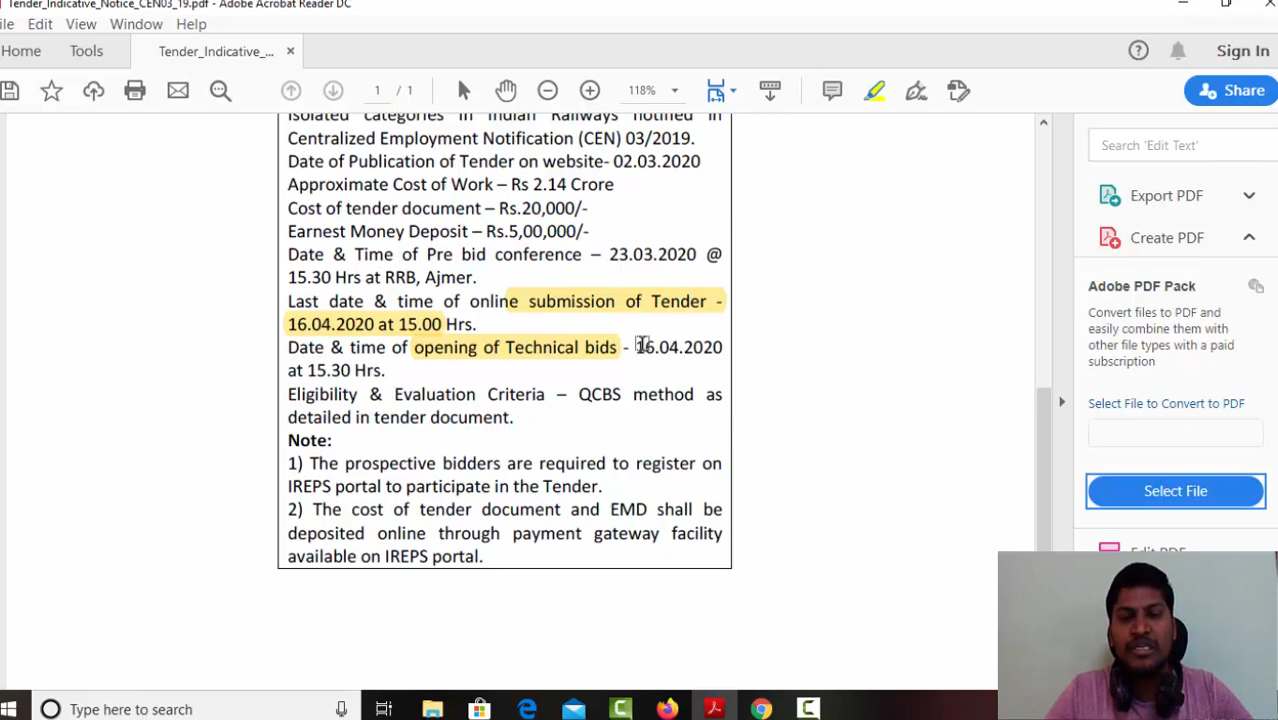 Tender_Indicative_Notice_CEN03_19.pdf - Adobe Acrobat Reader DC
ile Edit View Window Help
Home Tools Tender_Indicative_... × Sign In
1 / 1 118% Share
Isolated categories in Indian Railways notified in
Centralized Employment Notification (CEN) 03/2019.
Date of Publication of Tender on website- 02.03.2020
Approximate Cost of Work – Rs 2.14 Crore
Cost of tender document – Rs.20,000/-
Earnest Money Deposit – Rs.5,00,000/-
Date & Time of Pre bid conference – 23.03.2020 @
15.30 Hrs at RRB, Ajmer.
Last date & time of online submission of Tender -
16.04.2020 at 15.00 Hrs.
Date & time of opening of Technical bids - 16.04.2020
at 15.30 Hrs.
Eligibility & Evaluation Criteria – QCBS method as
detailed in tender document.
Note:
1) The prospective bidders are required to register on
IREPS portal to participate in the Tender.
2) The cost of tender document and EMD shall be
deposited online through payment gateway facility
available on IREPS portal.
Search 'Edit Text'
Export PDF
Create PDF
Adobe PDF Pack
Convert files to PDF and
easily combine them with
other file types with a paid
subscription
Select File to Convert to PDF
Select File
Edit PDF
Type here to search